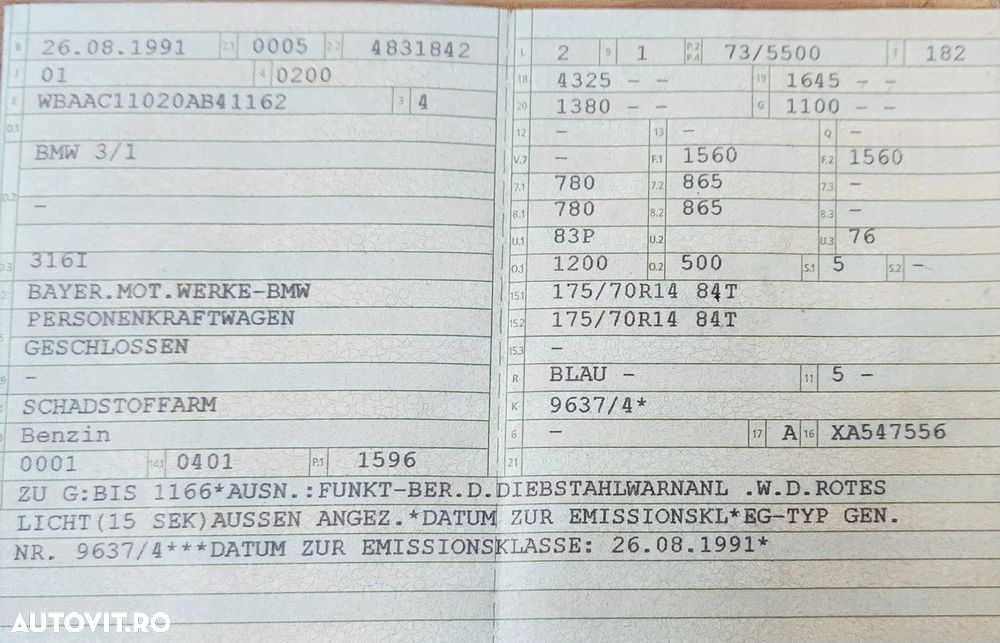 B 26.08.1991 2.1 0005 2.2 4831842
J 01 4 0200
E WBAAC11020AB41162 3 4
D.1
BMW 3/1
D.2
–
D.3 316I
2 BAYER.MOT.WERKE-BMW
5 PERSONENKRAFTWAGEN
GESCHLOSSEN
9 –
SCHADSTOFFARM
Benzin
0001 14.1 0401 P.1 1596
L 2 9 1 P.2 P.4 73/5500 T 182
18 4325 – – 19 1645 – –
20 1380 – – G 1100 – –
12 – 13 – Q –
V.7 – F.1 1560 F.2 1560
7.1 780 7.2 865 7.3 –
8.1 780 8.2 865 8.3 –
U.1 83P U.2 U.3 76
O.1 1200 O.2 500 S.1 5 S.2 –
15.1 175/70R14 84T
15.2 175/70R14 84T
15.3 –
R BLAU – 11 5 –
K 9637/4*
6 – 17 A 16 XA547556
21
ZU G:BIS 1166*AUSN.:FUNKT-BER.D.DIEBSTAHLWARNANL .W.D.ROTES
LICHT(15 SEK)AUSSEN ANGEZ.*DATUM ZUR EMISSIONSKL*EG-TYP GEN.
NR. 9637/4***DATUM ZUR EMISSIONSKLASSE: 26.08.1991*
AUTOVIT.RO